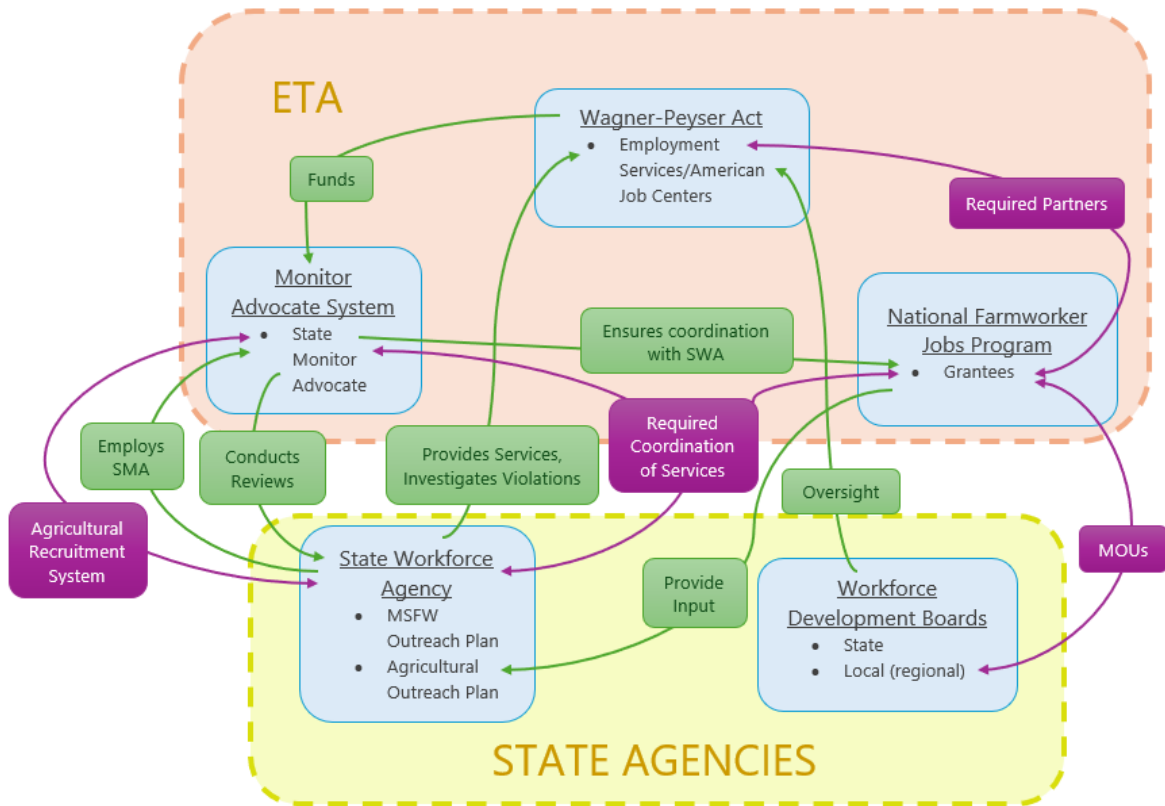 ETA
Wagner-Peyser Act
• Employment
Services/American
Job Centers
Funds
Required Partners
Monitor
Advocate System
• State
Monitor
Advocate
Ensures coordination
with SWA
National Farmworker
Jobs Program
• Grantees
Employs
SMA
Conducts
Reviews
Provides Services,
Investigates Violations
Required
Coordination
of Services
Oversight
Agricultural
Recruitment
System
MOUs
State Workforce
Agency
• MSFW
Outreach Plan
• Agricultural
Outreach Plan
Provide
Input
Workforce
Development Boards
• State
• Local (regional)
STATE AGENCIES